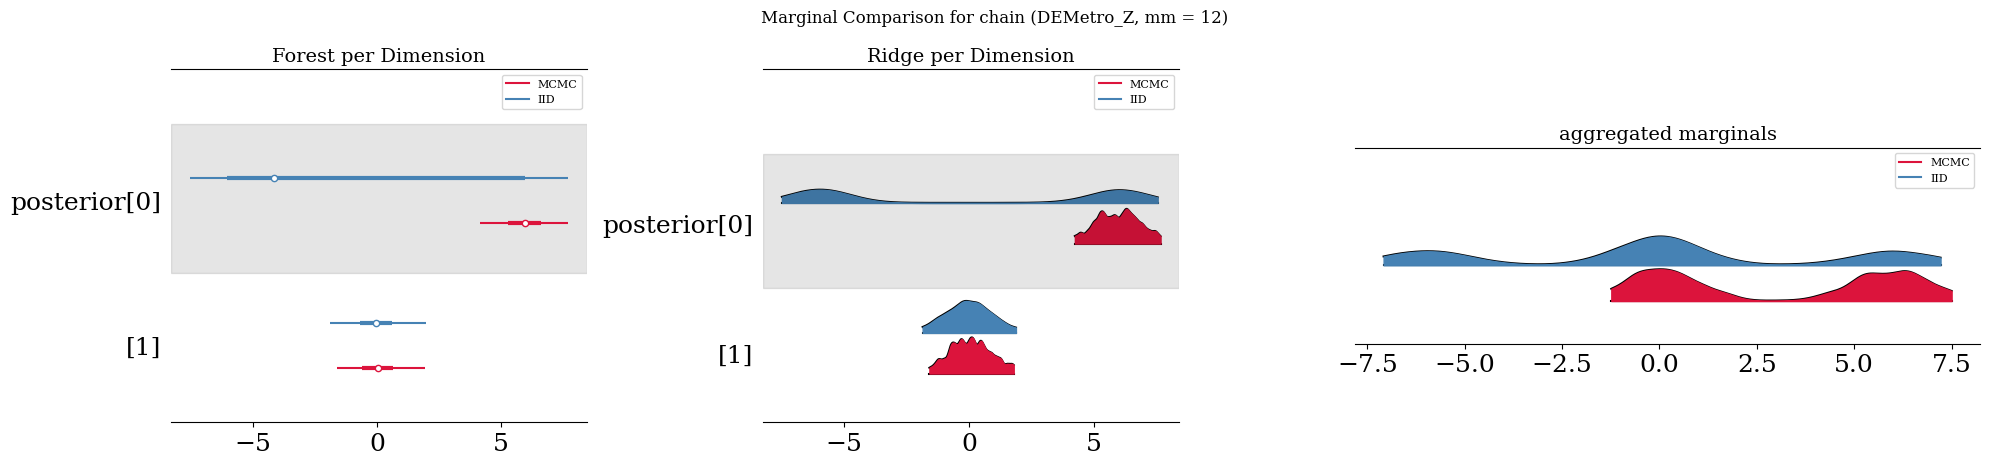 Marginal Comparison for chain (DEMetro_Z, mm = 12)
Forest per Dimension
MCMC
IID
posterior[0]
[1]
−5 0 5
Ridge per Dimension
MCMC
IID
posterior[0]
[1]
−5 0 5
aggregated marginals
MCMC
IID
−7.5 −5.0 −2.5 0.0 2.5 5.0 7.5